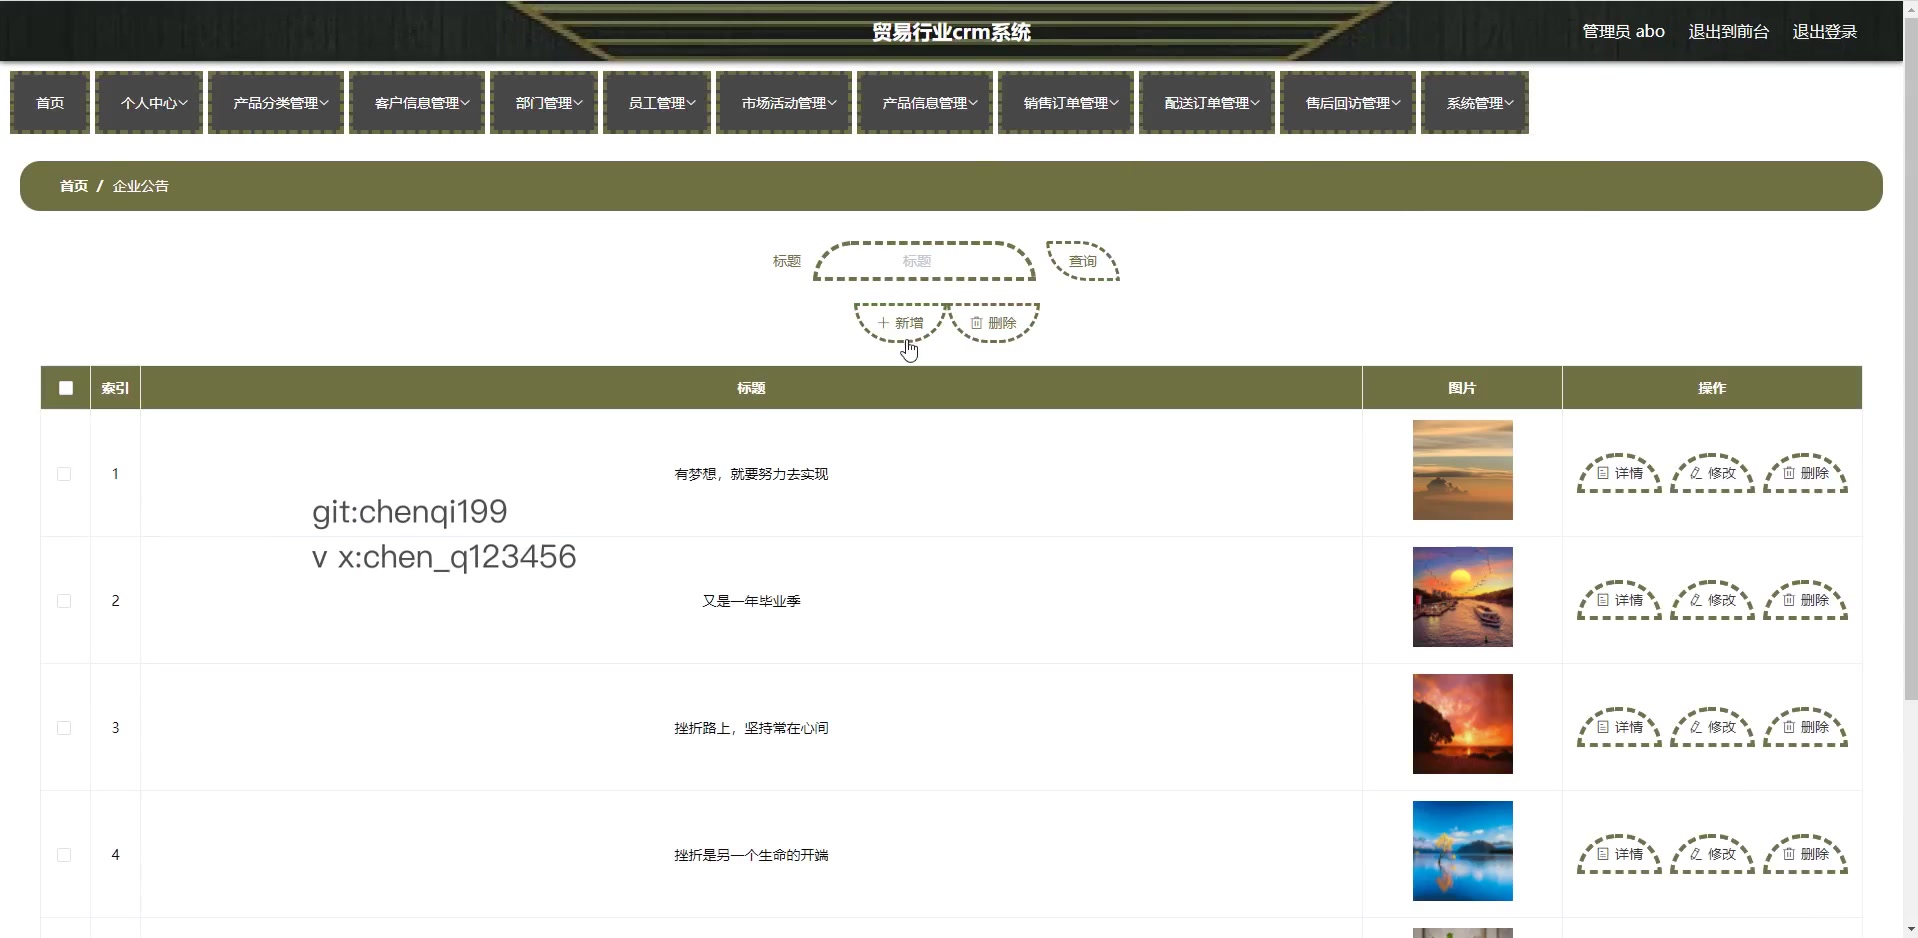 贸易行业crm系统
管理员 abo 退出到前台 退出登录
首页 个人中心 产品分类管理 客户信息管理 部门管理 员工管理 市场活动管理 产品信息管理 销售订单管理 配送订单管理 售后回访管理 系统管理
首页 / 企业公告
标题 标题 查询
新增 删除
索引 标题 图片 操作
1 有梦想，就要努力去实现 详情 修改 删除
git:chenqi199
v x:chen_q123456
2 又是一年毕业季 详情 修改 删除
3 挫折路上，坚持常在心间 详情 修改 删除
4 挫折是另一个生命的开端 详情 修改 删除